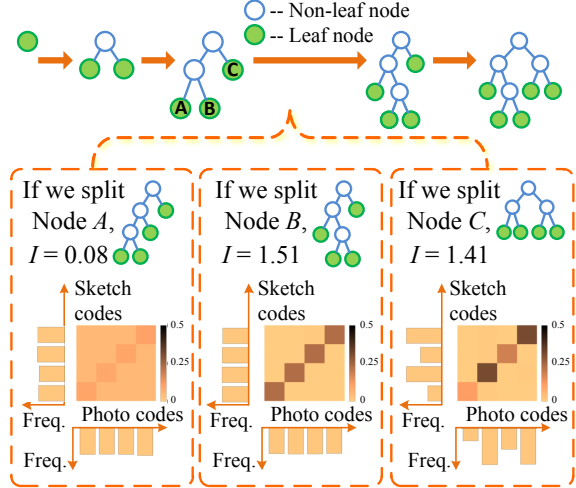 -- Non-leaf node
-- Leaf node
C
A B
If we split
Node A,
I = 0.08
Sketch
codes
0.5
0.25
0
Freq.
Photo codes
Freq.
If we split
Node B,
I = 1.51
Sketch
codes
0.5
0.25
0
Freq.
Photo codes
Freq.
If we split
Node C,
I = 1.41
Sketch
codes
0.5
0.25
0
Freq.
Photo codes
Freq.